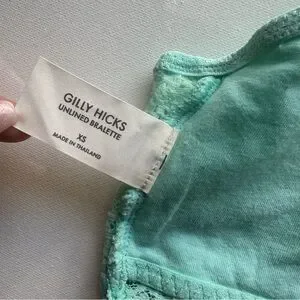 GILLY HICKS
UNLINED BRALETTE
XS
MADE IN THAILAND